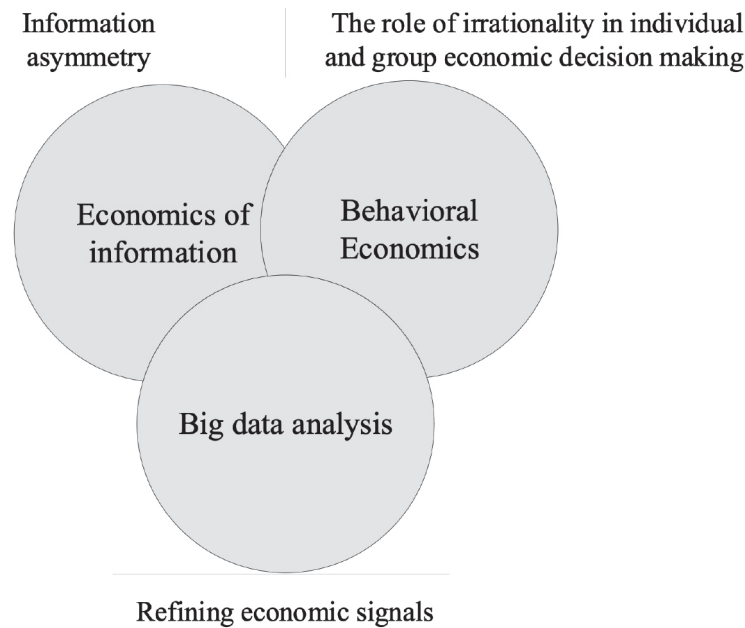 Information
asymmetry
The role of irrationality in individual
and group economic decision making
Economics of
information
Behavioral
Economics
Big data analysis
Refining economic signals